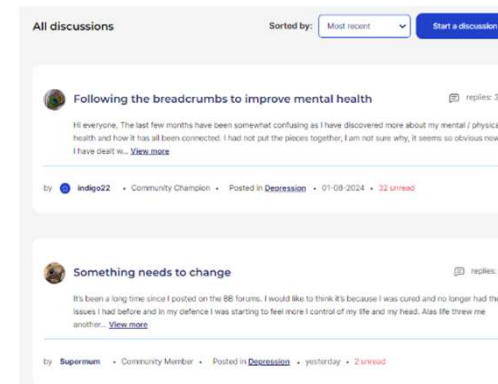 All discussions
Sorted by: Most recent
Start a discussion
Following the breadcrumbs to improve mental health
replies: 3
Hi everyone, The last few months have been somewhat confusing as I have discovered more about my mental / physica
health and how it has all been connected. I had not put the pieces together, I am not sure why, it seems so obvious now
I have dealt w... View more
by indigo22 • Community Champion • Posted in Depression • 01-08-2024 • 32 unread
Something needs to change
replies:
It's been a long time since I posted on the BB forums. I would like to think it's because I was cured and no longer had the
issues I had before and in my defence I was starting to feel more I control of my life and my head. Alas life threw me
another... View more
by Supermum • Community Member • Posted in Depression • yesterday • 2 unread